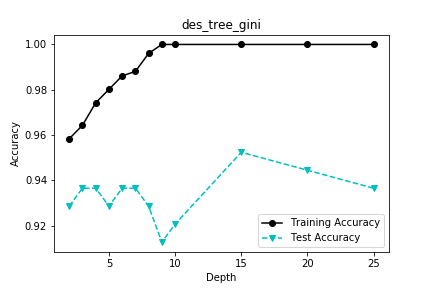 des_tree_gini
1.00
0.98
0.96
0.94
0.92
Accuracy
Training Accuracy
Test Accuracy
5
10
15
20
25
Depth